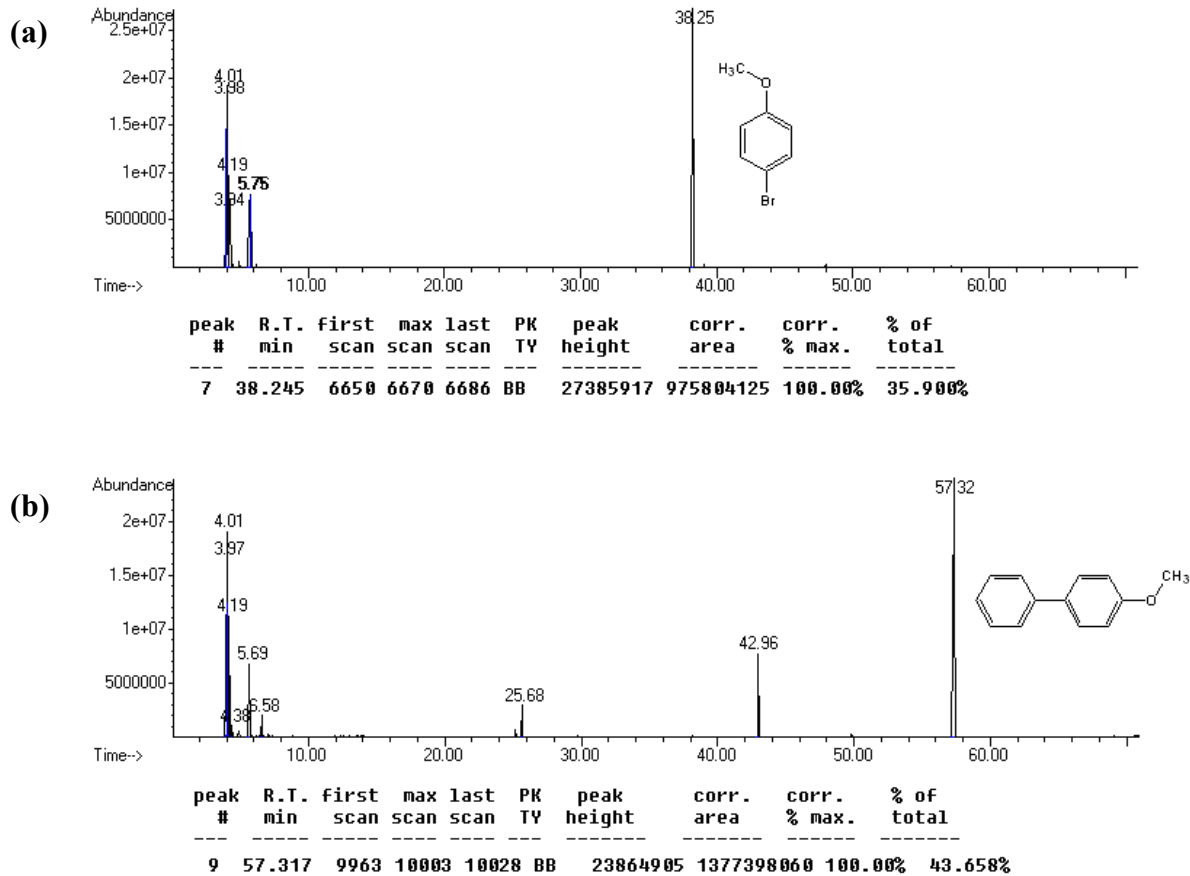 (a)
Abundance
2.5e+07
2e+07
1.5e+07
1e+07
5000000
4.01
3.98
4.19
3.94
38.25
H₃C
O
Br
Time-->
10.00 20.00 30.00 40.00 50.00 60.00
peak R.T. first max last PK peak corr. corr. % of
# min scan scan scan TY height area % max. total
--- ----- ----- ---- ---- --- ------- ------- ------ -------
7 38.245 6650 6670 6686 BB 27385917 975804125 100.00% 35.900%
(b)
Abundance
2e+07
1.5e+07
1e+07
5000000
4.01
3.97
4.19
5.69
6.58
4.38
25.68
42.96
57.32
CH₃
O
Time-->
10.00 20.00 30.00 40.00 50.00 60.00
peak R.T. first max last PK peak corr. corr. % of
# min scan scan scan TY height area % max. total
--- ----- ----- ---- ---- --- ------- ------- ------ -------
9 57.317 9963 10003 10028 BB 23864905 1377398060 100.00% 43.658%